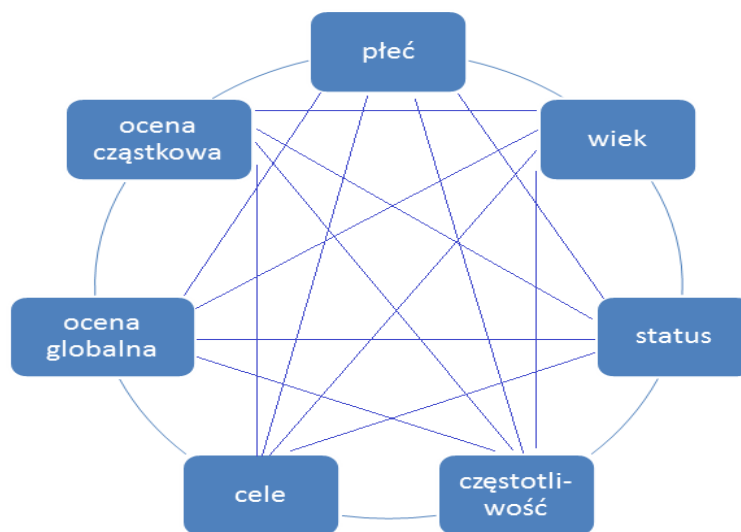 płeć
ocena
cząstkowa
wiek
ocena
globalna
status
cele
częstotli-
wość